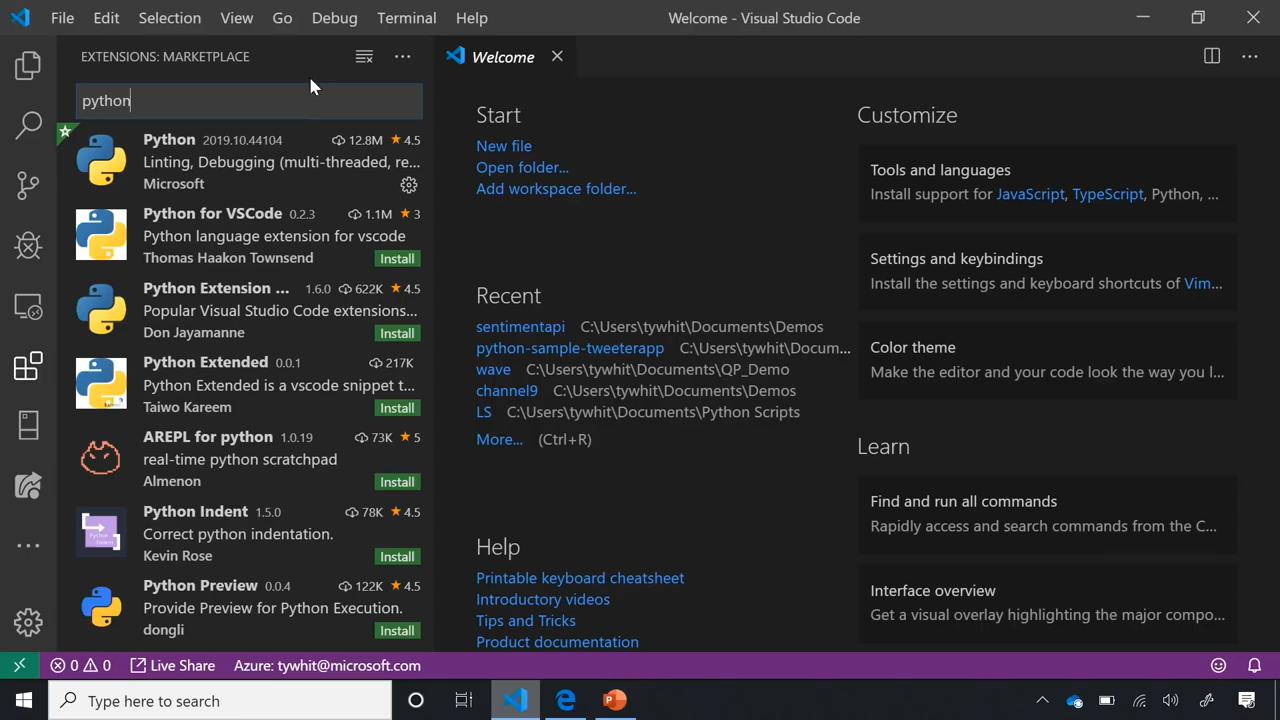 File Edit Selection View Go Debug Terminal Help
Welcome - Visual Studio Code
EXTENSIONS: MARKETPLACE
python
Python 2019.10.44104 12.8M 4.5
Linting, Debugging (multi-threaded, re...
Microsoft
Python for VSCode 0.2.3 1.1M 3
Python language extension for vscode
Thomas Haakon Townsend Install
Python Extension ... 1.6.0 622K 4.5
Popular Visual Studio Code extensions...
Don Jayamanne Install
Python Extended 0.0.1 217K
Python Extended is a vscode snippet t...
Taiwo Kareem Install
AREPL for python 1.0.19 73K 5
real-time python scratchpad
Almenon Install
Python Indent 1.5.0 78K 4.5
Correct python indentation.
Kevin Rose Install
Python Preview 0.0.4 122K 4.5
Provide Preview for Python Execution.
dongli Install
Welcome
Start
New file
Open folder...
Add workspace folder...
Recent
sentimentapi C:\Users\tywhit\Documents\Demos
python-sample-tweeterapp C:\Users\tywhit\Docum...
wave C:\Users\tywhit\Documents\QP_Demo
channel9 C:\Users\tywhit\Documents\Demos
LS C:\Users\tywhit\Documents\Python Scripts
More... (Ctrl+R)
Help
Printable keyboard cheatsheet
Introductory videos
Tips and Tricks
Product documentation
Customize
Tools and languages
Install support for JavaScript, TypeScript, Python, ...
Settings and keybindings
Install the settings and keyboard shortcuts of Vim...
Color theme
Make the editor and your code look the way you l...
Learn
Find and run all commands
Rapidly access and search commands from the C...
Interface overview
Get a visual overlay highlighting the major compo...
0 0 Live Share Azure: tywhit@microsoft.com
Type here to search